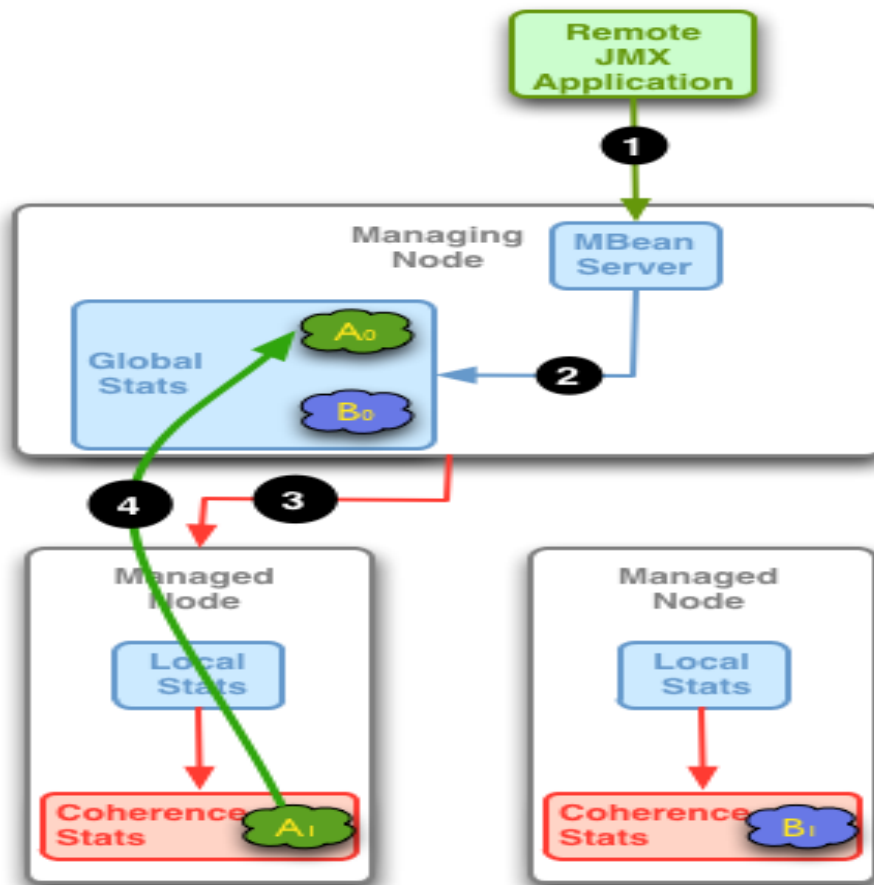 Remote
JMX
Application
1
Managing
Node
MBean
Server
Global
Stats
A0
B0
2
3
4
Managed
Node
Local
Stats
Coherence
Stats
A1
Managed
Node
Local
Stats
Coherence
Stats
B1